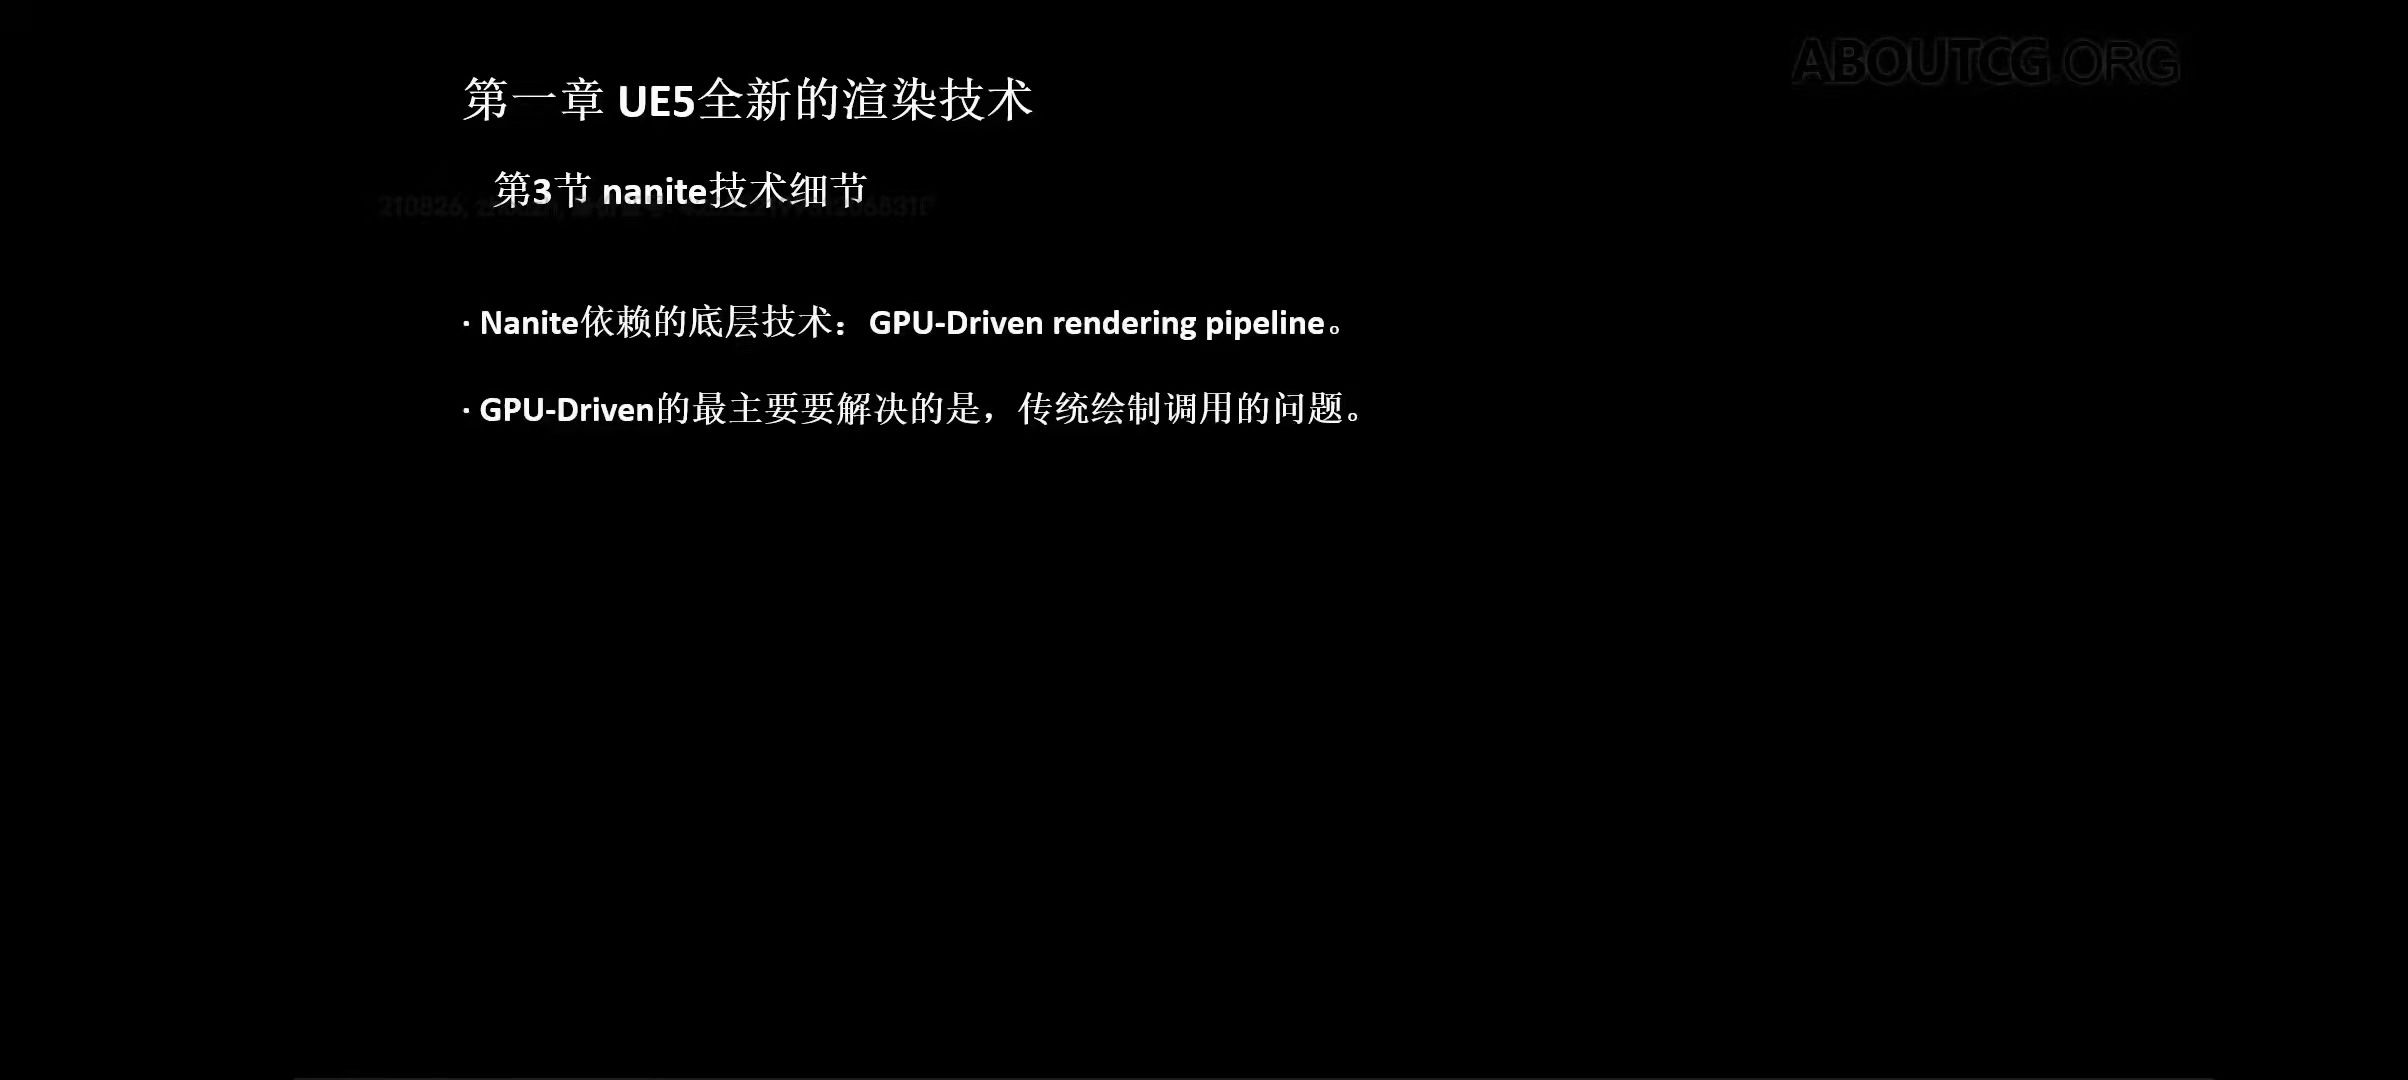 ABOUTCG.ORG
第一章 UE5全新的渲染技术
第3节 nanite技术细节
· Nanite依赖的底层技术：GPU-Driven rendering pipeline。
· GPU-Driven的最主要要解决的是，传统绘制调用的问题。